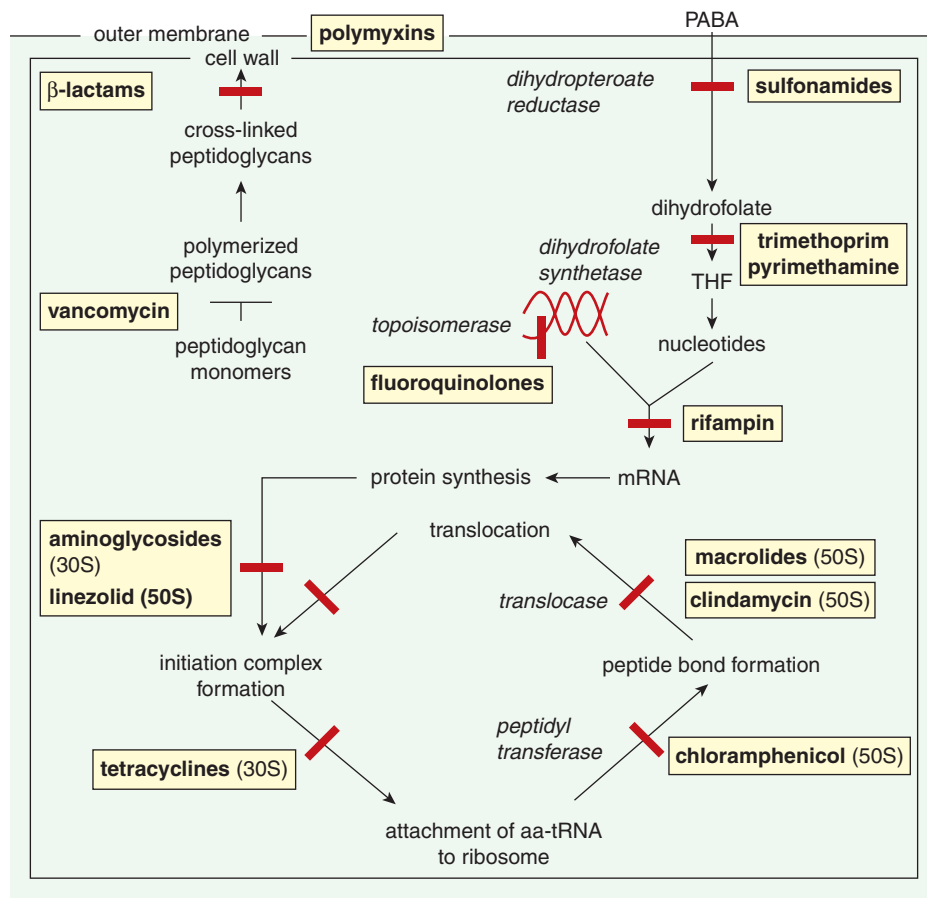 PABA
outer membrane
polymyxins
cell wall
β-lactams
dihydropteroate
reductase
sulfonamides
cross-linked
peptidoglycans
dihydrofolate
polymerized
peptidoglycans
dihydrofolate
synthetase
trimethoprim
pyrimethamine
THF
vancomycin
topoisomerase
peptidoglycan
monomers
nucleotides
fluoroquinolones
rifampin
protein synthesis
mRNA
aminoglycosides
(30S)
linezolid (50S)
translocation
macrolides (50S)
translocase
clindamycin (50S)
initiation complex
formation
peptide bond formation
peptidyl
transferase
tetracyclines (30S)
chloramphenicol (50S)
attachment of aa-tRNA
to ribosome